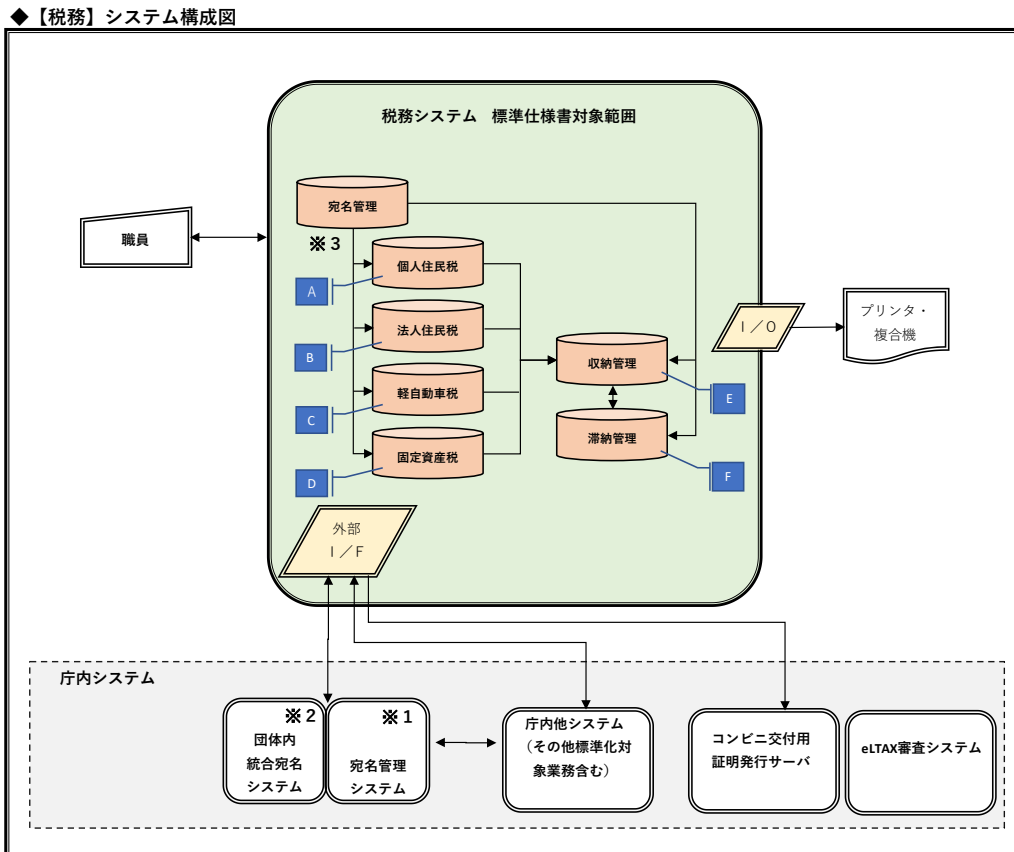 ◆【税務】システム構成図
税務システム　標準仕様書対象範囲
宛名管理
職員
※３
個人住民税
A
法人住民税
B
軽自動車税
C
固定資産税
D
収納管理
E
滞納管理
F
Ｉ／Ｏ
プリンタ・
複合機
外部
Ｉ／Ｆ
庁内システム
※２
団体内
統合宛名
システム
※１
宛名管理
システム
庁内他システム
（その他標準化対
象業務含む）
コンビニ交付用
証明発行サーバ
eLTAX審査システム